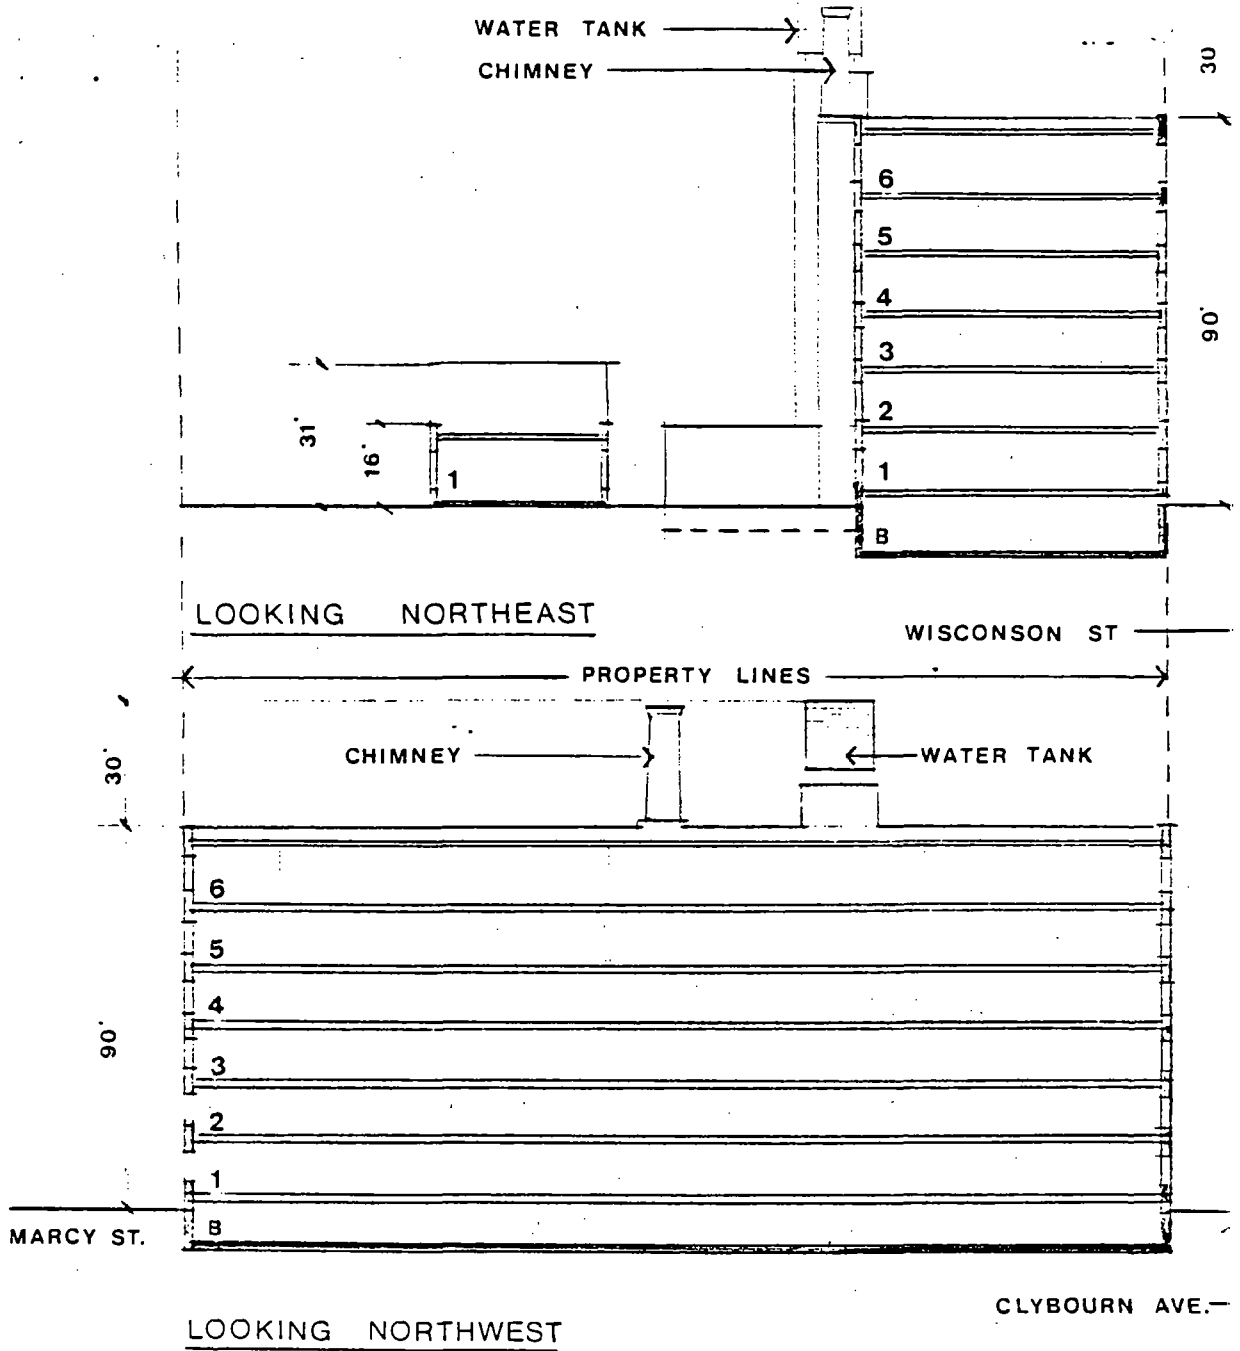 WATER TANK
CHIMNEY
30
6
5
4
3
2
1
B
90'
31'
16'
1
LOOKING NORTHEAST
WISCONSON ST
PROPERTY LINES
CHIMNEY
WATER TANK
30'
6
5
4
3
2
1
B
90'
MARCY ST.
CLYBOURN AVE.
LOOKING NORTHWEST